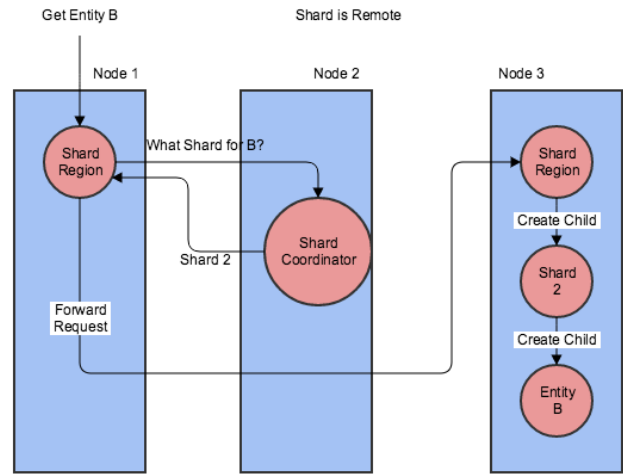 Get Entity B
Shard is Remote
Node 1
Node 2
Node 3
Shard
Region
What Shard for B?
Shard
Region
Create Child
Shard
Coordinator
Shard 2
Shard
2
Forward
Request
Create Child
Entity
B